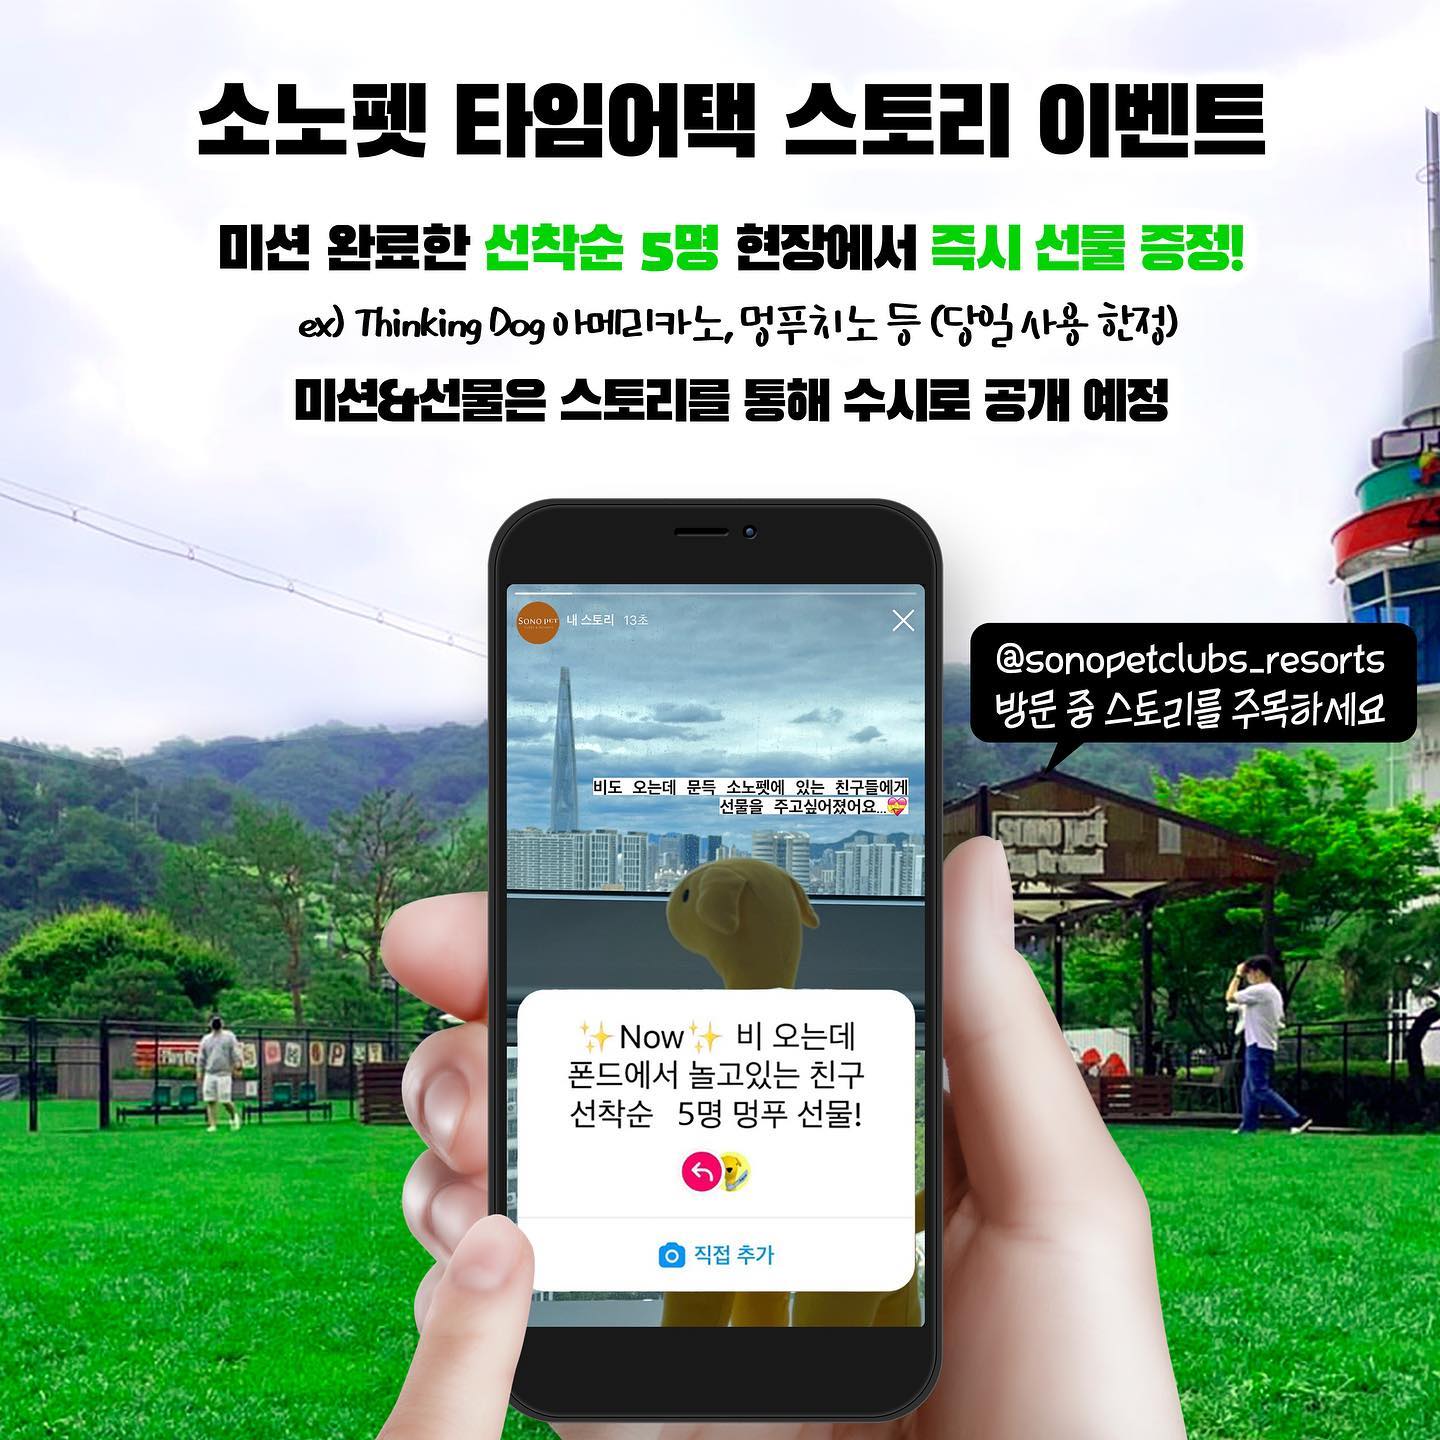 소노펫 타임어택 스토리 이벤트
미션 완료한 선착순 5명 현장에서 즉시 선물 증정!
ex) Thinking Dog 아메리카노, 멍푸치노 등 (당일 사용 한정)
미션&선물은 스토리를 통해 수시로 공개 예정
SONO PET
내 스토리 13초
@sonopetclubs_resorts
방문 중 스토리를 주목하세요
비도 오는데 문득 소노펫에 있는 친구들에게
선물을 주고싶어졌어요...💝
sono pet
✨Now✨ 비 오는데
폰드에서 놀고있는 친구
선착순 5명 멍푸 선물!
직접 추가